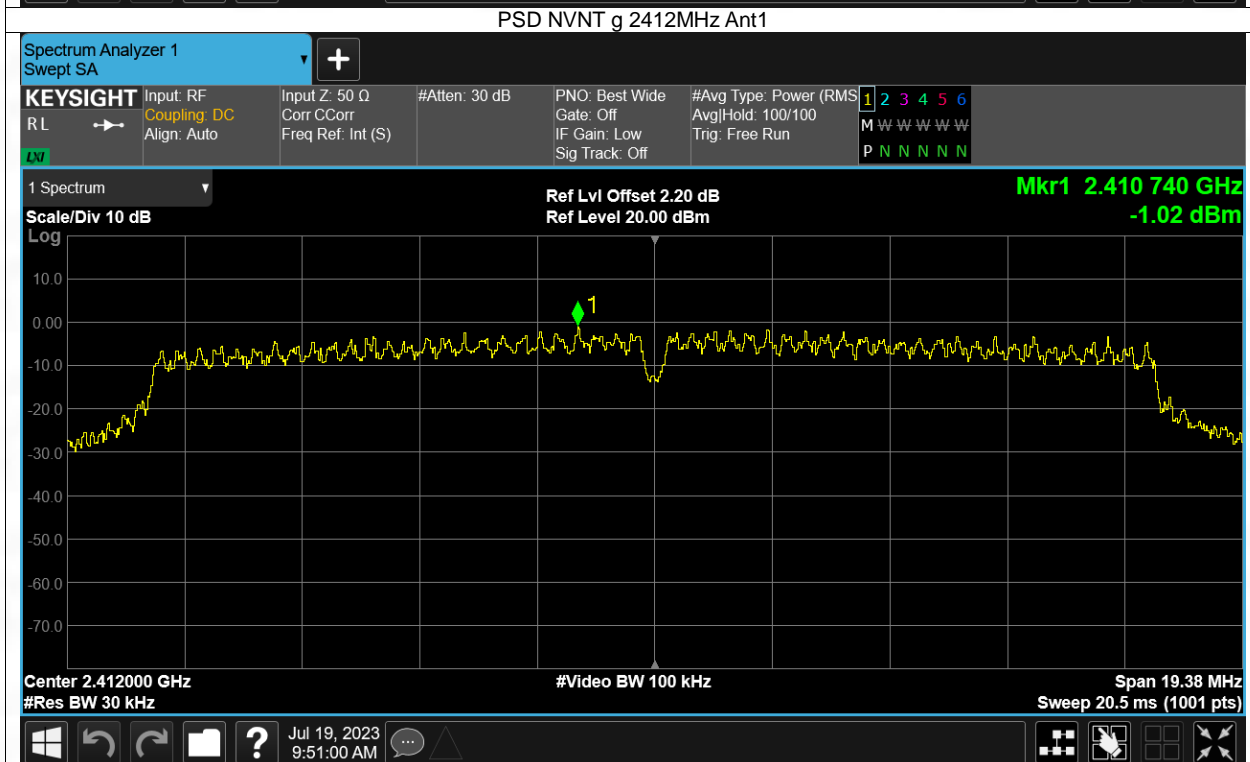 PSD NVNT g 2412MHz Ant1
Spectrum Analyzer 1
Swept SA
KEYSIGHT
RL
LXI
Input: RF
Coupling: DC
Align: Auto
Input Z: 50 Ω
Corr CCorr
Freq Ref: Int (S)
#Atten: 30 dB
PNO: Best Wide
Gate: Off
IF Gain: Low
Sig Track: Off
#Avg Type: Power (RMS
Avg|Hold: 100/100
Trig: Free Run
1 2 3 4 5 6
M W W W W W
P N N N N N
1 Spectrum
Scale/Div 10 dB
Log
Ref Lvl Offset 2.20 dB
Ref Level 20.00 dBm
Mkr1 2.410 740 GHz
-1.02 dBm
1
10.0
0.00
-10.0
-20.0
-30.0
-40.0
-50.0
-60.0
-70.0
Center 2.412000 GHz
#Res BW 30 kHz
#Video BW 100 kHz
Span 19.38 MHz
Sweep 20.5 ms (1001 pts)
?
Jul 19, 2023
9:51:00 AM